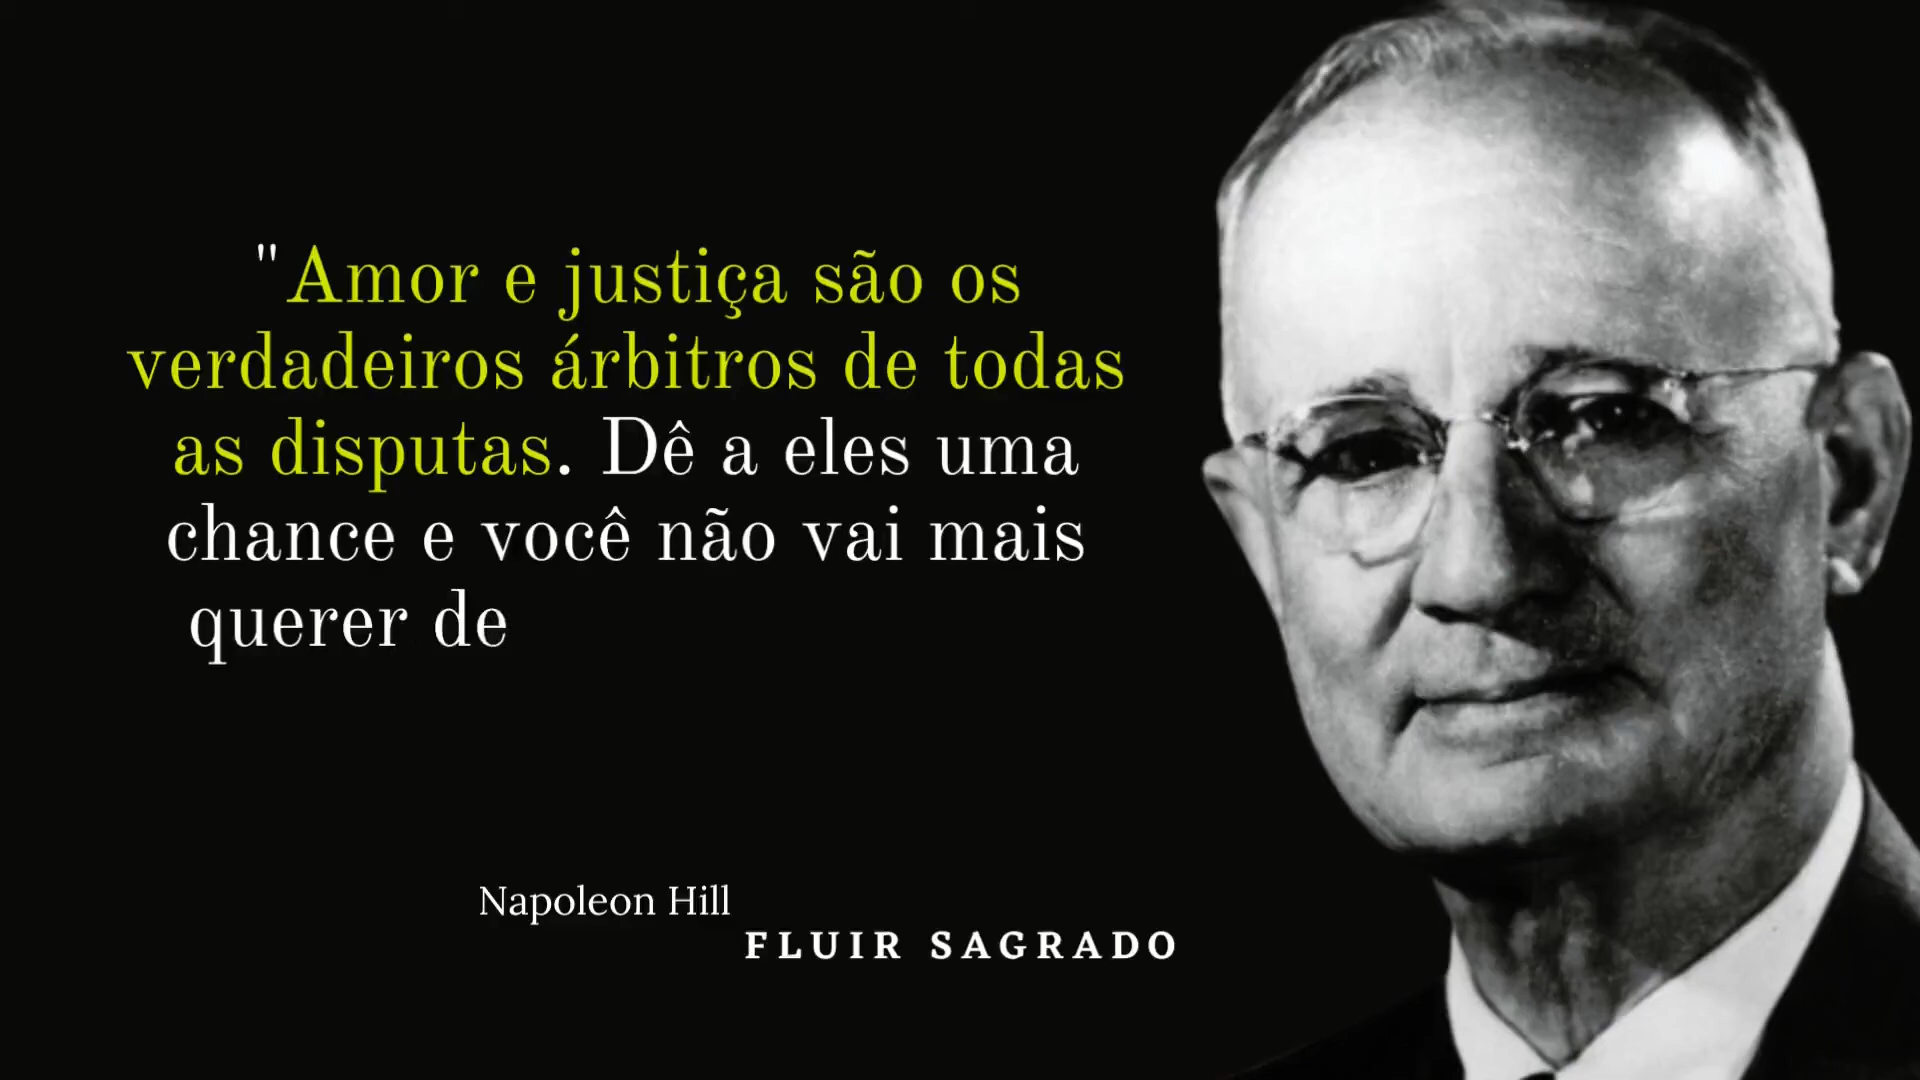 "Amor e justiça são os
verdadeiros árbitros de todas
as disputas. Dê a eles uma
chance e você não vai mais
querer de
Napoleon Hill
FLUIR SAGRADO